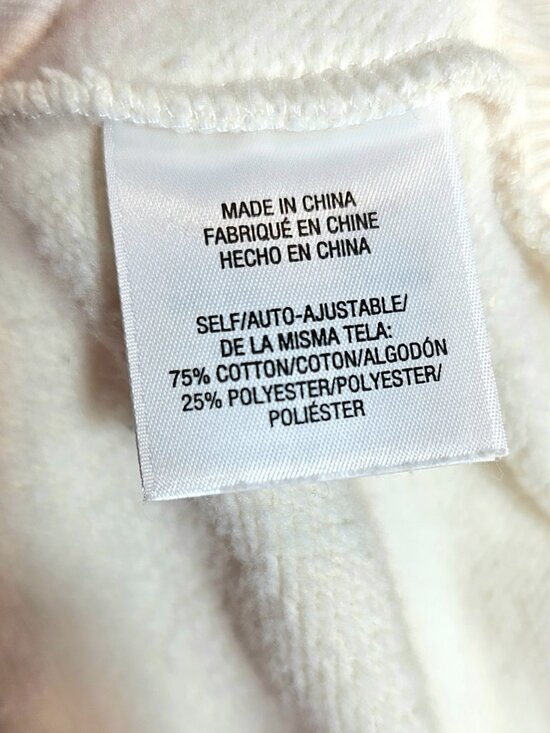 MADE IN CHINA
FABRIQUÉ EN CHINE
HECHO EN CHINA
SELF/AUTO-AJUSTABLE/
DE LA MISMA TELA:
75% COTTON/COTON/ALGODÓN
25% POLYESTER/POLYESTER/
POLIÉSTER